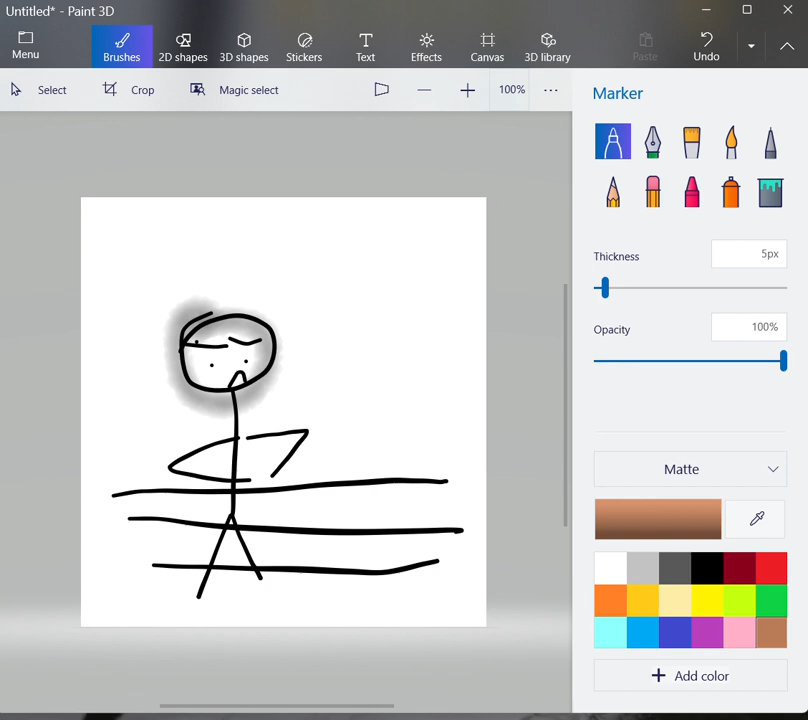 Untitled* - Paint 3D
Menu
Brushes
2D shapes
3D shapes
Stickers
Text
Effects
Canvas
3D library
Paste
Undo
Select
Crop
Magic select
100%
Marker
Thickness
5px
Opacity
100%
Matte
Add color